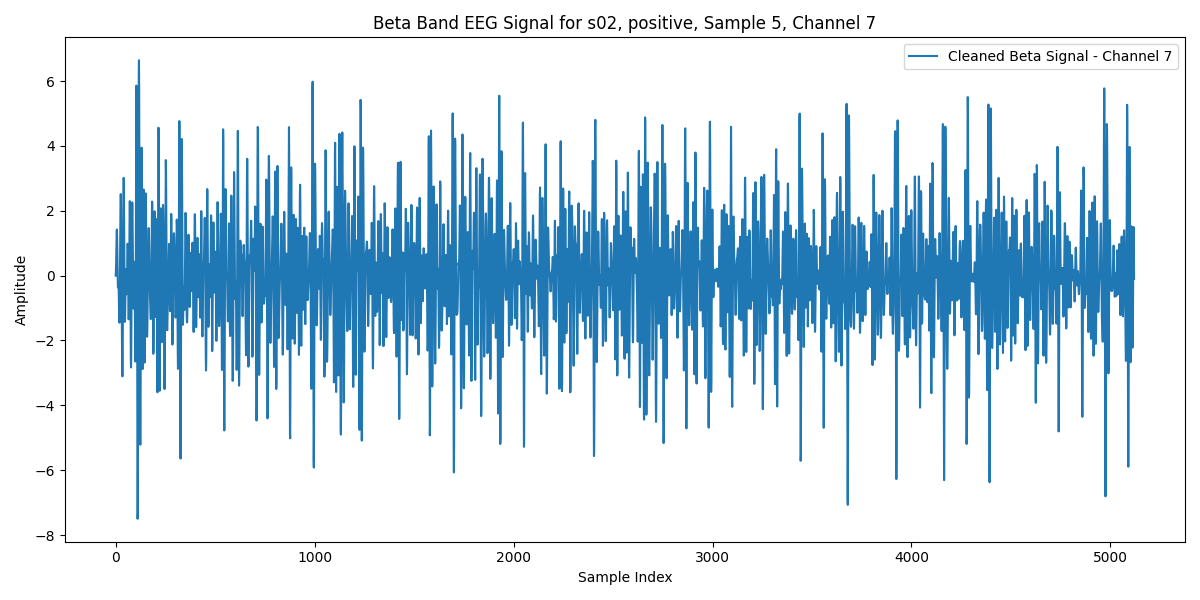 Beta Band EEG Signal for s02, positive, Sample 5, Channel 7
Cleaned Beta Signal - Channel 7
Amplitude
6
4
2
0
−2
−4
−6
−8
0 1000 2000 3000 4000 5000
Sample Index